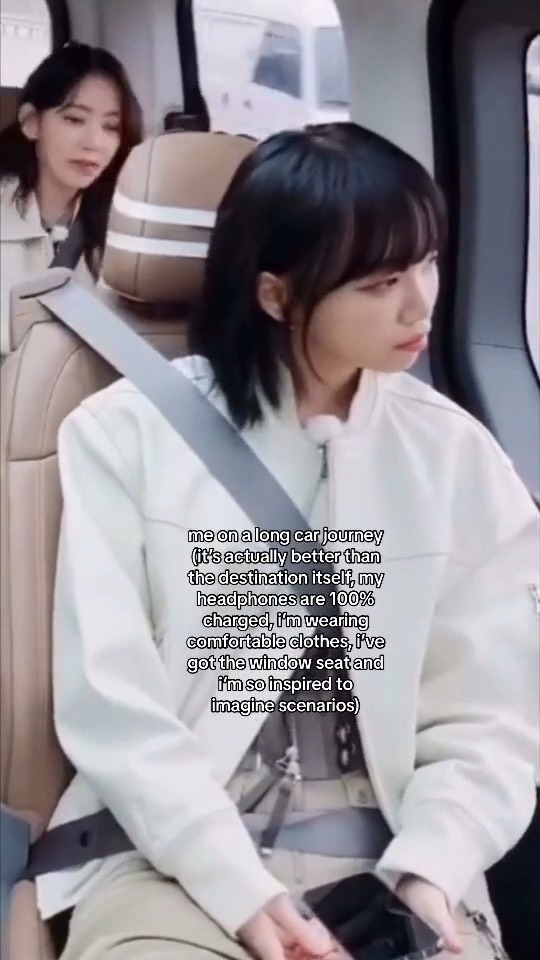 me on a long car journey
(it's actually better than
the destination itself, my
headphones are 100%
charged, i'm wearing
comfortable clothes, i've
got the window seat and
i'm so inspired to
imagine scenarios)